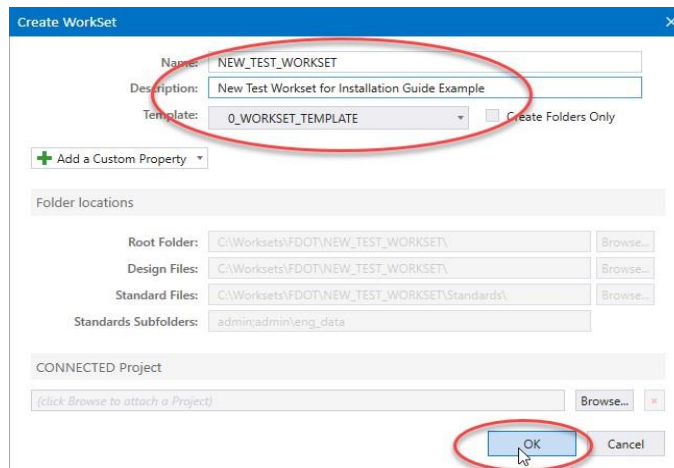 Create WorkSet
Name: NEW_TEST_WORKSET
Description: New Test Workset for Installation Guide Example
Template: 0_WORKSET_TEMPLATE Create Folders Only
Add a Custom Property
Folder locations
Root Folder: C:\Worksets\FDOT\NEW_TEST_WORKSET\ Browse...
Design Files: C:\Worksets\FDOT\NEW_TEST_WORKSET\ Browse...
Standard Files: C:\Worksets\FDOT\NEW_TEST_WORKSET\Standards\ Browse...
Standards Subfolders: admin;admin\eng_data
CONNECTED Project
(click Browse to attach a Project) Browse...
OK Cancel